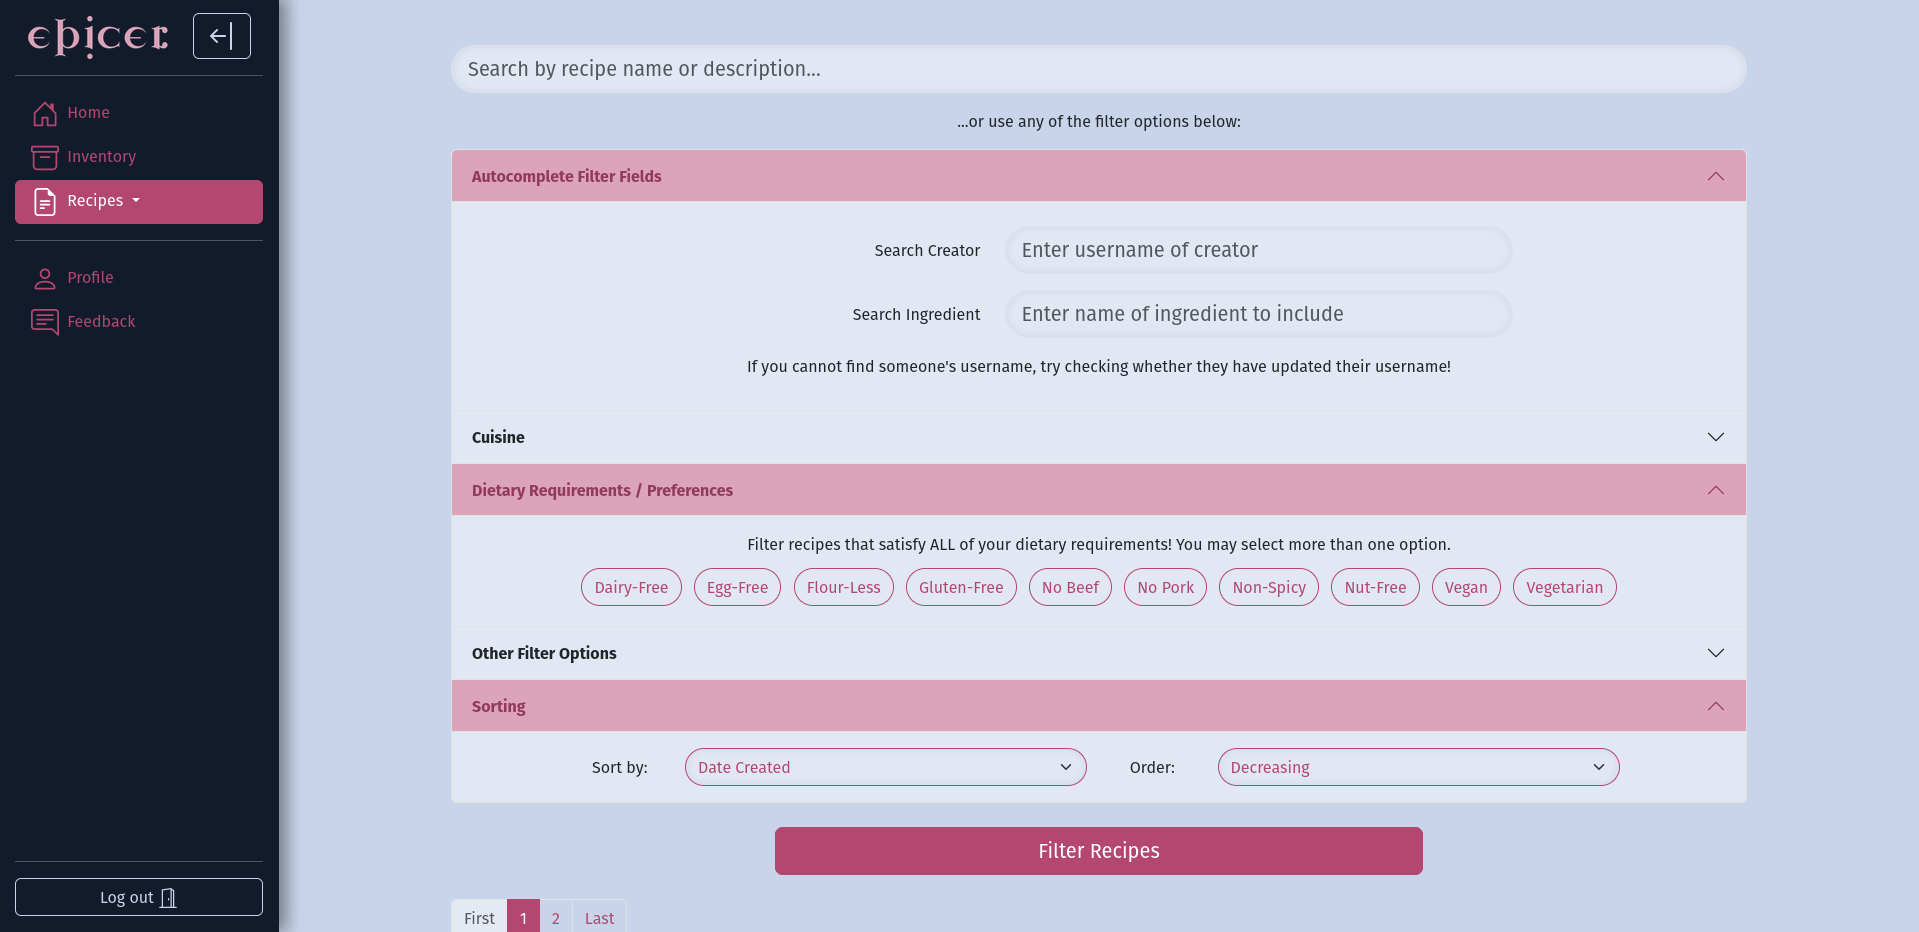 epicer
Home
Inventory
Recipes
Profile
Feedback
Log out
Search by recipe name or description...
...or use any of the filter options below:
Autocomplete Filter Fields
Search Creator Enter username of creator
Search Ingredient Enter name of ingredient to include
If you cannot find someone's username, try checking whether they have updated their username!
Cuisine
Dietary Requirements / Preferences
Filter recipes that satisfy ALL of your dietary requirements! You may select more than one option.
Dairy-Free Egg-Free Flour-Less Gluten-Free No Beef No Pork Non-Spicy Nut-Free Vegan Vegetarian
Other Filter Options
Sorting
Sort by: Date Created Order: Decreasing
Filter Recipes
First 1 2 Last